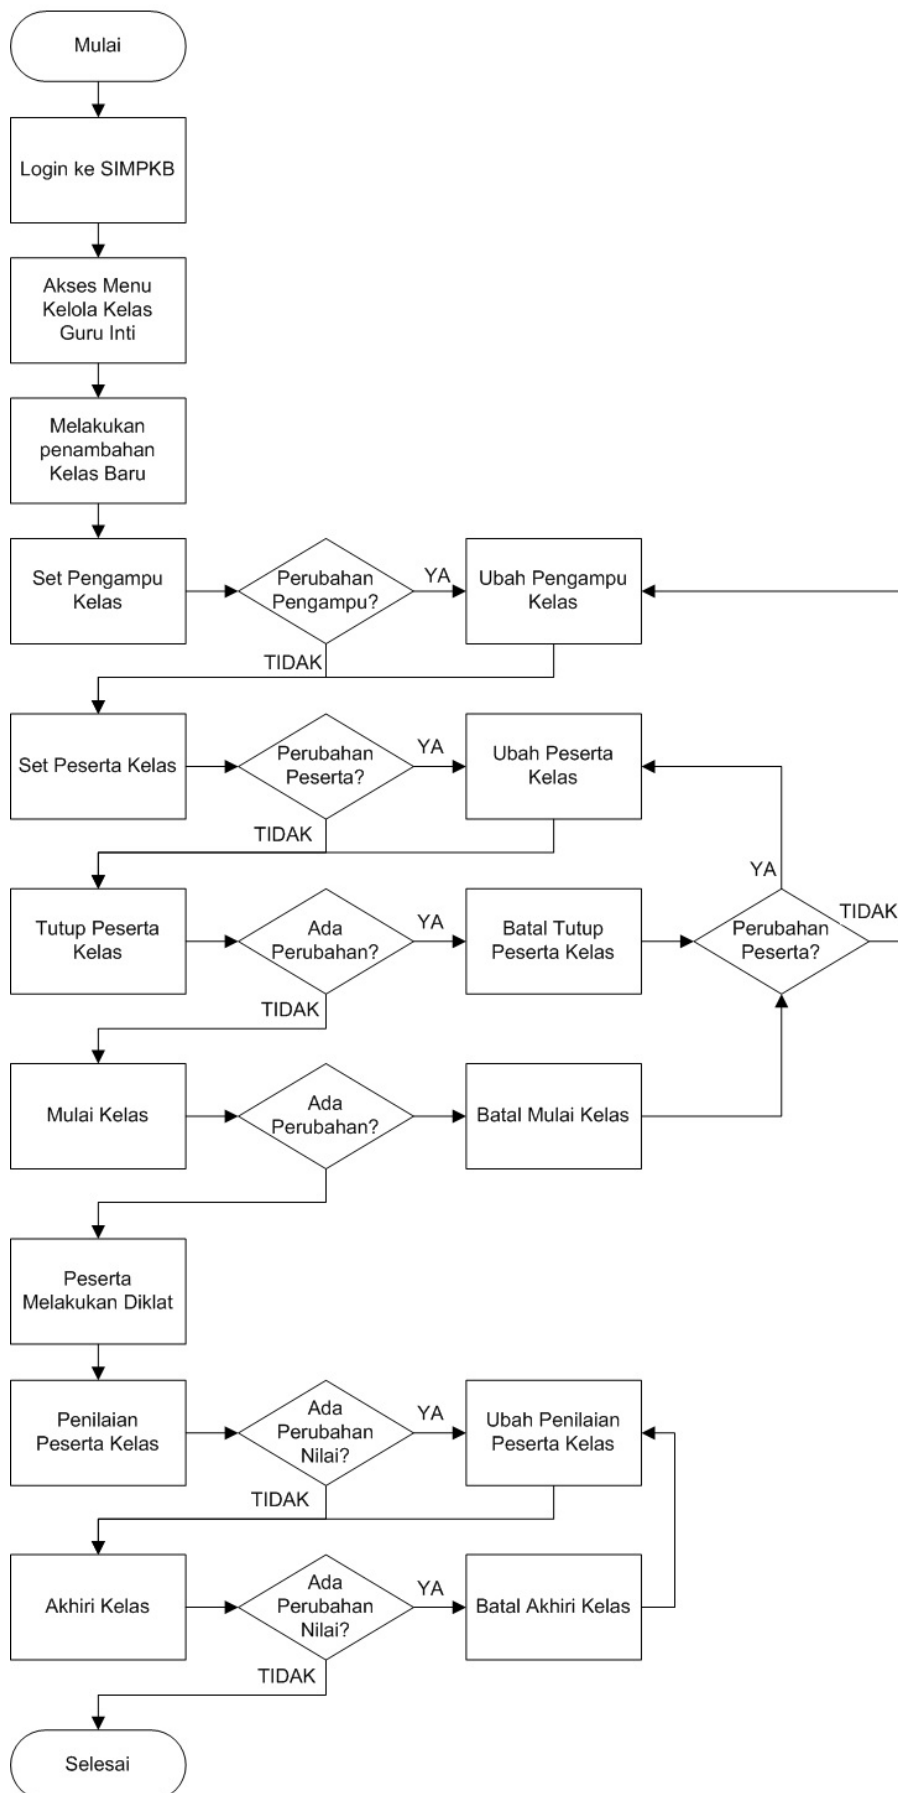 Mulai
Login ke SIMPKB
Akses Menu
Kelola Kelas
Guru Inti
Melakukan
penambahan
Kelas Baru
Set Pengampu
Kelas
Perubahan
Pengampu?
YA
Ubah Pengampu
Kelas
TIDAK
Set Peserta Kelas
Perubahan
Peserta?
YA
Ubah Peserta
Kelas
TIDAK
Tutup Peserta
Kelas
Ada
Perubahan?
YA
Batal Tutup
Peserta Kelas
YA
Perubahan
Peserta?
TIDAK
TIDAK
Mulai Kelas
Ada
Perubahan?
Batal Mulai Kelas
Peserta
Melakukan Diklat
Penilaian
Peserta Kelas
Ada
Perubahan
Nilai?
YA
Ubah Penilaian
Peserta Kelas
TIDAK
Akhiri Kelas
Ada
Perubahan
Nilai?
YA
Batal Akhiri Kelas
TIDAK
Selesai